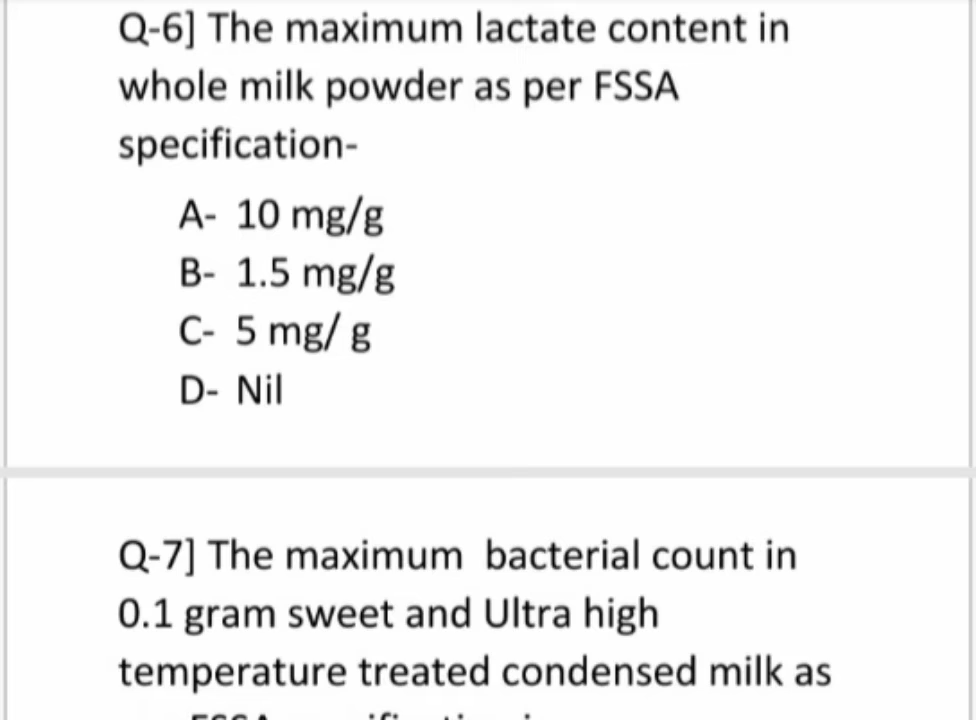 Q-6] The maximum lactate content in
whole milk powder as per FSSA
specification-
A- 10 mg/g
B- 1.5 mg/g
C- 5 mg/ g
D- Nil
Q-7] The maximum bacterial count in
0.1 gram sweet and Ultra high
temperature treated condensed milk as